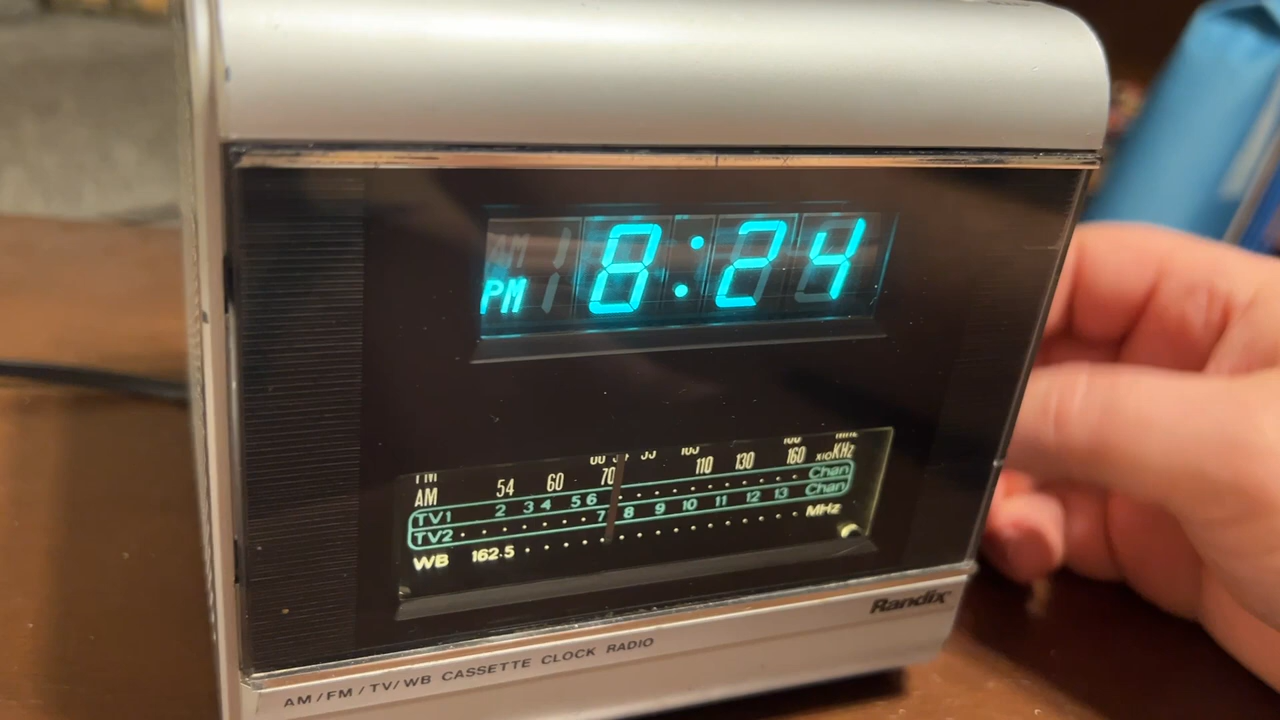 AM
PM 8:24
FM
AM 54 60 70 110 130 160 x10KHz
TV1 2 3 4 5 6 Chan
TV2 7 8 9 10 11 12 13 Chan
WB 162.5 MHz
Randix
AM/FM/TV/WB CASSETTE CLOCK RADIO